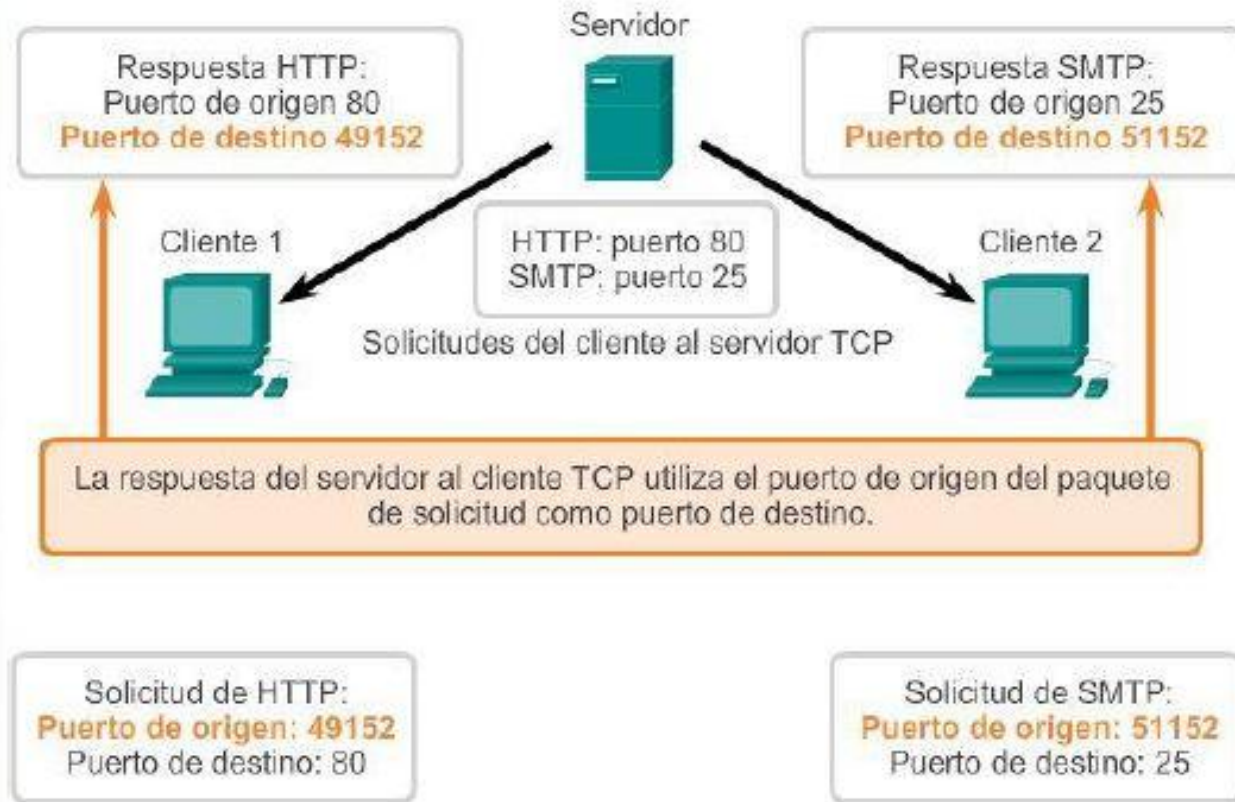 Servidor
Respuesta HTTP:
Puerto de origen 80
Puerto de destino 49152
Respuesta SMTP:
Puerto de origen 25
Puerto de destino 51152
Cliente 1
HTTP: puerto 80
SMTP: puerto 25
Cliente 2
Solicitudes del cliente al servidor TCP
La respuesta del servidor al cliente TCP utiliza el puerto de origen del paquete
de solicitud como puerto de destino.
Solicitud de HTTP:
Puerto de origen: 49152
Puerto de destino: 80
Solicitud de SMTP:
Puerto de origen: 51152
Puerto de destino: 25